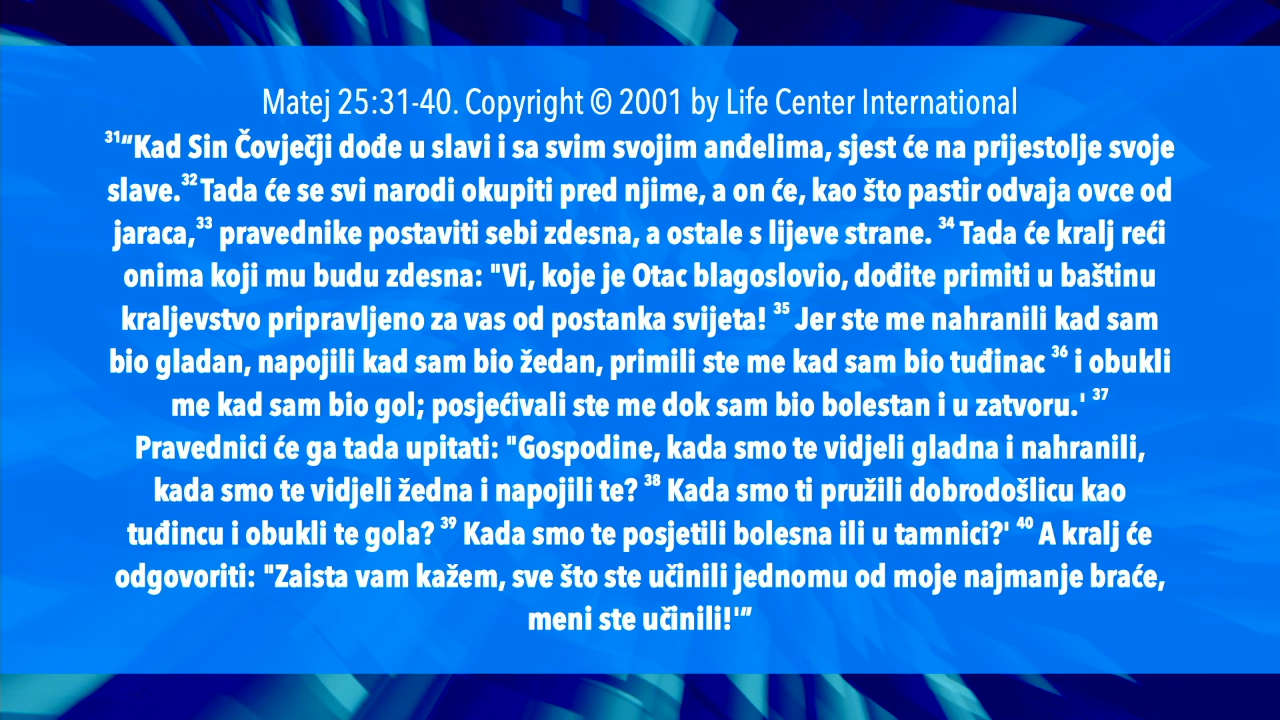 Matej 25:31-40. Copyright © 2001 by Life Center International
31“Kad Sin Čovječji dođe u slavi i sa svim svojim anđelima, sjest će na prijestolje svoje
slave.32 Tada će se svi narodi okupiti pred njime, a on će, kao što pastir odvaja ovce od
jaraca,33 pravednike postaviti sebi zdesna, a ostale s lijeve strane. 34 Tada će kralj reći
onima koji mu budu zdesna: "Vi, koje je Otac blagoslovio, dođite primiti u baštinu
kraljevstvo pripravljeno za vas od postanka svijeta! 35 Jer ste me nahranili kad sam
bio gladan, napojili kad sam bio žedan, primili ste me kad sam bio tuđinac 36 i obukli
me kad sam bio gol; posjećivali ste me dok sam bio bolestan i u zatvoru.' 37
Pravednici će ga tada upitati: "Gospodine, kada smo te vidjeli gladna i nahranili,
kada smo te vidjeli žedna i napojili te? 38 Kada smo ti pružili dobrodošlicu kao
tuđincu i obukli te gola? 39 Kada smo te posjetili bolesna ili u tamnici?' 40 A kralj će
odgovoriti: "Zaista vam kažem, sve što ste učinili jednomu od moje najmanje braće,
meni ste učinili!'”